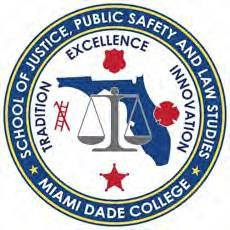 SCHOOL OF JUSTICE, PUBLIC SAFETY AND LAW STUDIES
TRADITION
EXCELLENCE
INNOVATION
MIAMI DADE COLLEGE